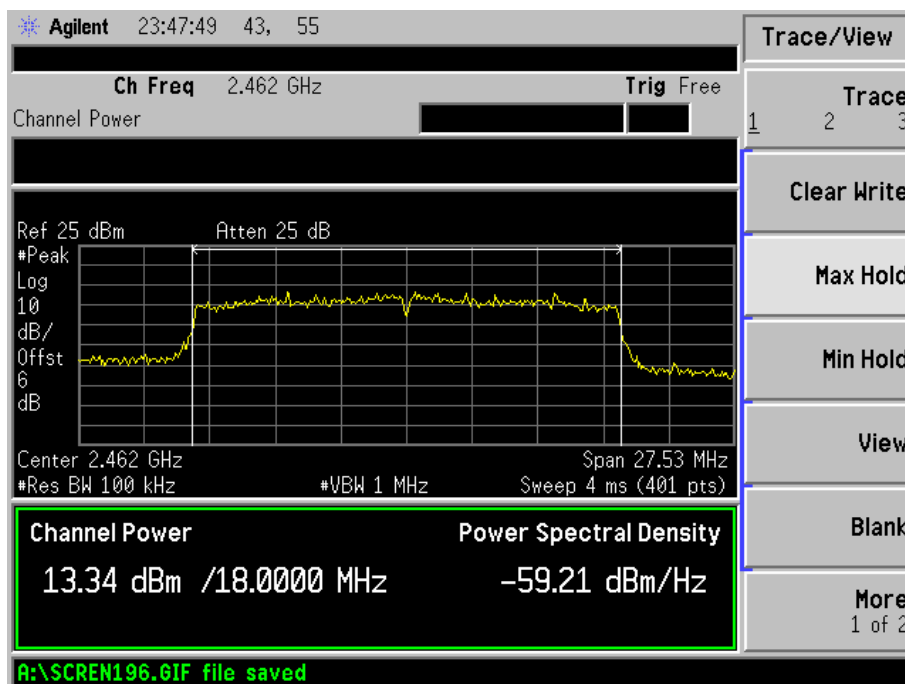 Agilent 23:47:49 43, 55
Trace/View
Ch Freq 2.462 GHz Trig Free
Channel Power
Trace
1 2 3
Clear Write
Max Hold
Min Hold
View
Blank
More
1 of 2
Ref 25 dBm Atten 25 dB
#Peak
Log
10
dB/
Offst
6
dB
Center 2.462 GHz Span 27.53 MHz
#Res BW 100 kHz #VBW 1 MHz Sweep 4 ms (401 pts)
Channel Power Power Spectral Density
13.34 dBm /18.0000 MHz -59.21 dBm/Hz
A:\SCREN196.GIF file saved